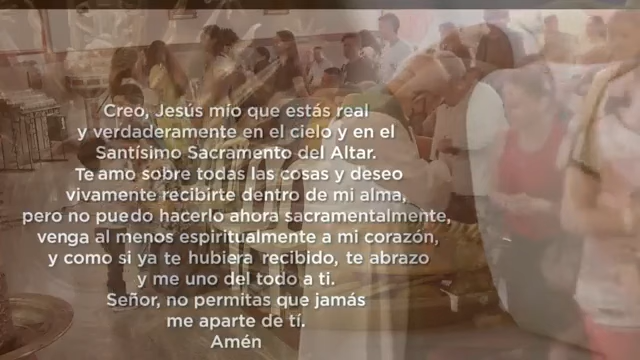 Creo, Jesús mío que estás real
y verdaderamente en el cielo y en el
Santísimo Sacramento del Altar.
Te amo sobre todas las cosas y deseo
vivamente recibirte dentro de mi alma,
pero no puedo hacerlo ahora sacramentalmente,
venga al menos espiritualmente a mi corazón,
y como si ya te hubiera recibido, te abrazo
y me uno del todo a ti.
Señor, no permitas que jamás
me aparte de tí.
Amén